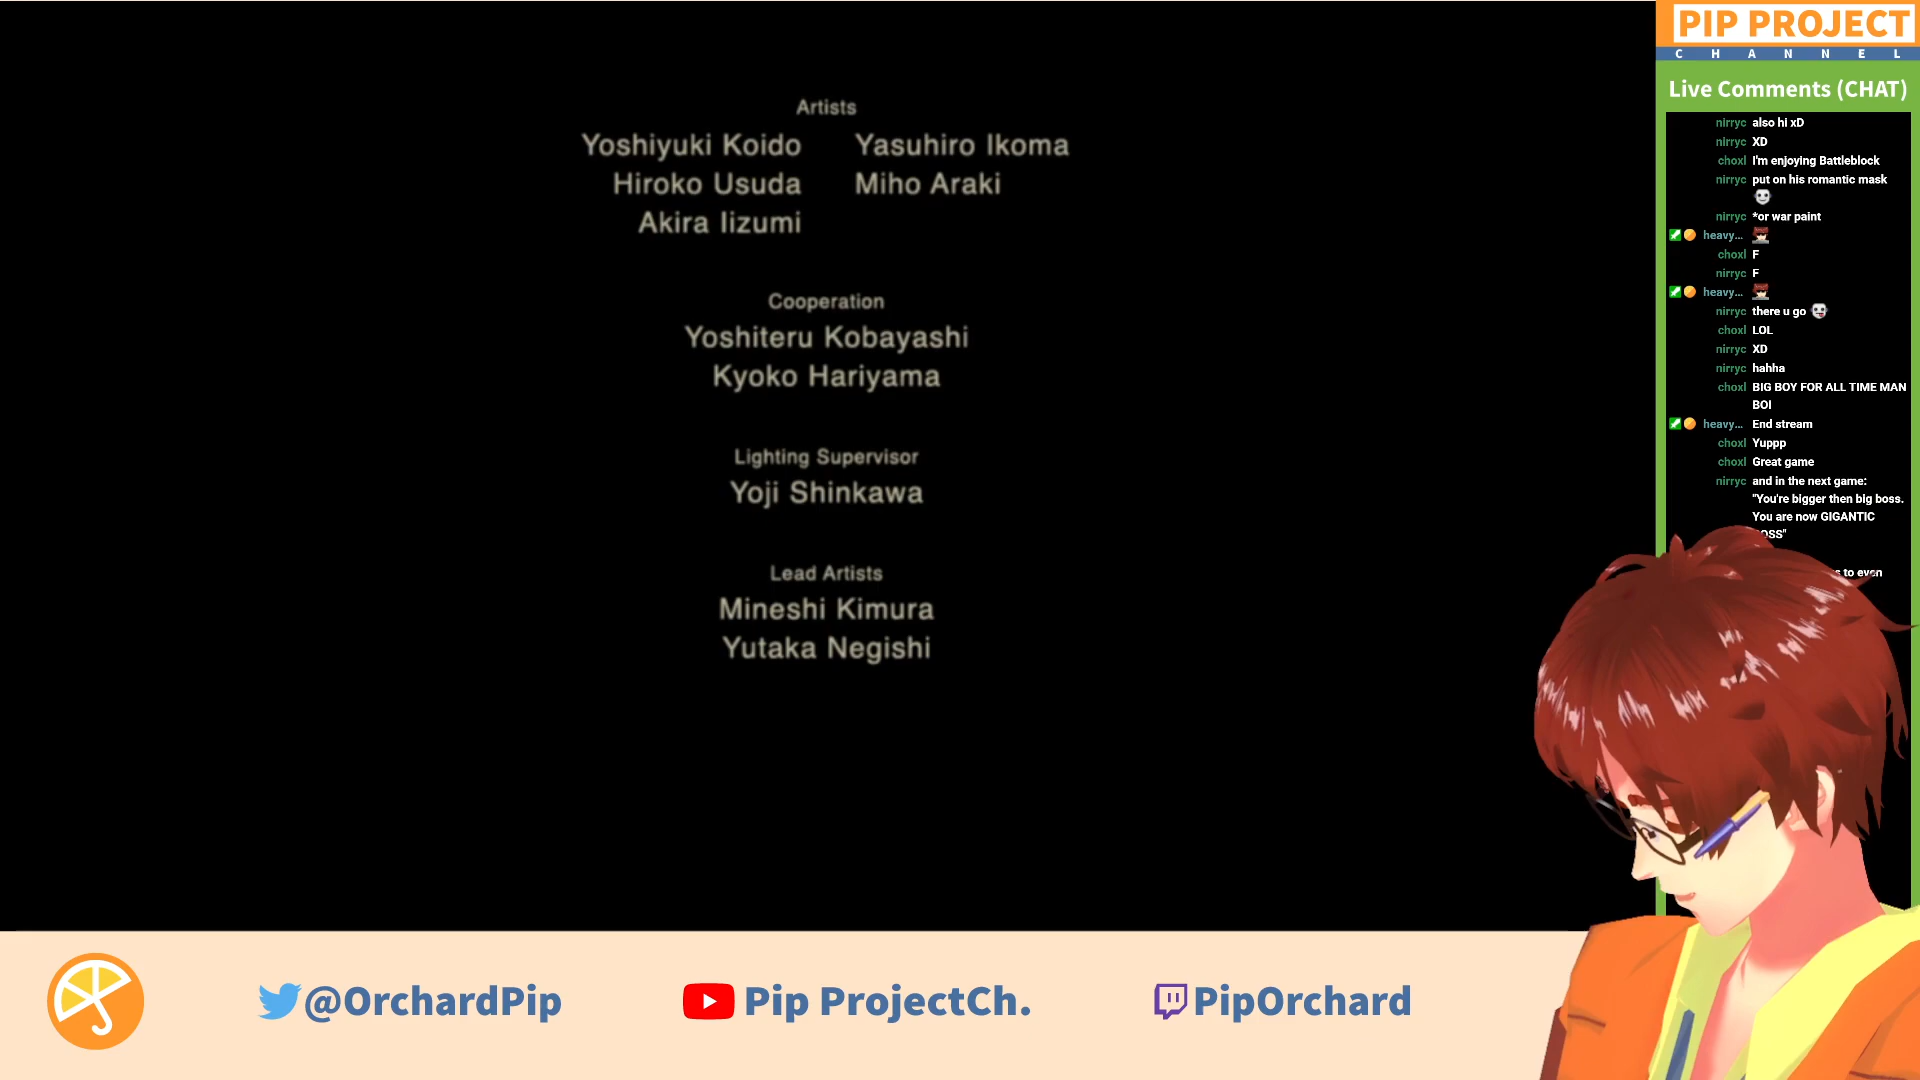 Artists
Yoshiyuki Koido Yasuhiro Ikoma
Hiroko Usuda Miho Araki
Akira Iizumi
Cooperation
Yoshiteru Kobayashi
Kyoko Hariyama
Lighting Supervisor
Yoji Shinkawa
Lead Artists
Mineshi Kimura
Yutaka Negishi
PIP PROJECT
CHANNEL
Live Comments (CHAT)
nirryc also hi xD
nirryc XD
choxl I'm enjoying Battleblock
nirryc put on his romantic mask
nirryc *or war paint
heavy...
choxl F
nirryc F
heavy...
nirryc there u go
choxl LOL
nirryc XD
nirryc hahha
choxl BIG BOY FOR ALL TIME MAN
BOI
heavy... End stream
choxl Yuppp
choxl Great game
nirryc and in the next game:
"You're bigger then big boss.
You are now GIGANTIC
OSS"
s to even
@OrchardPip
Pip ProjectCh.
PipOrchard